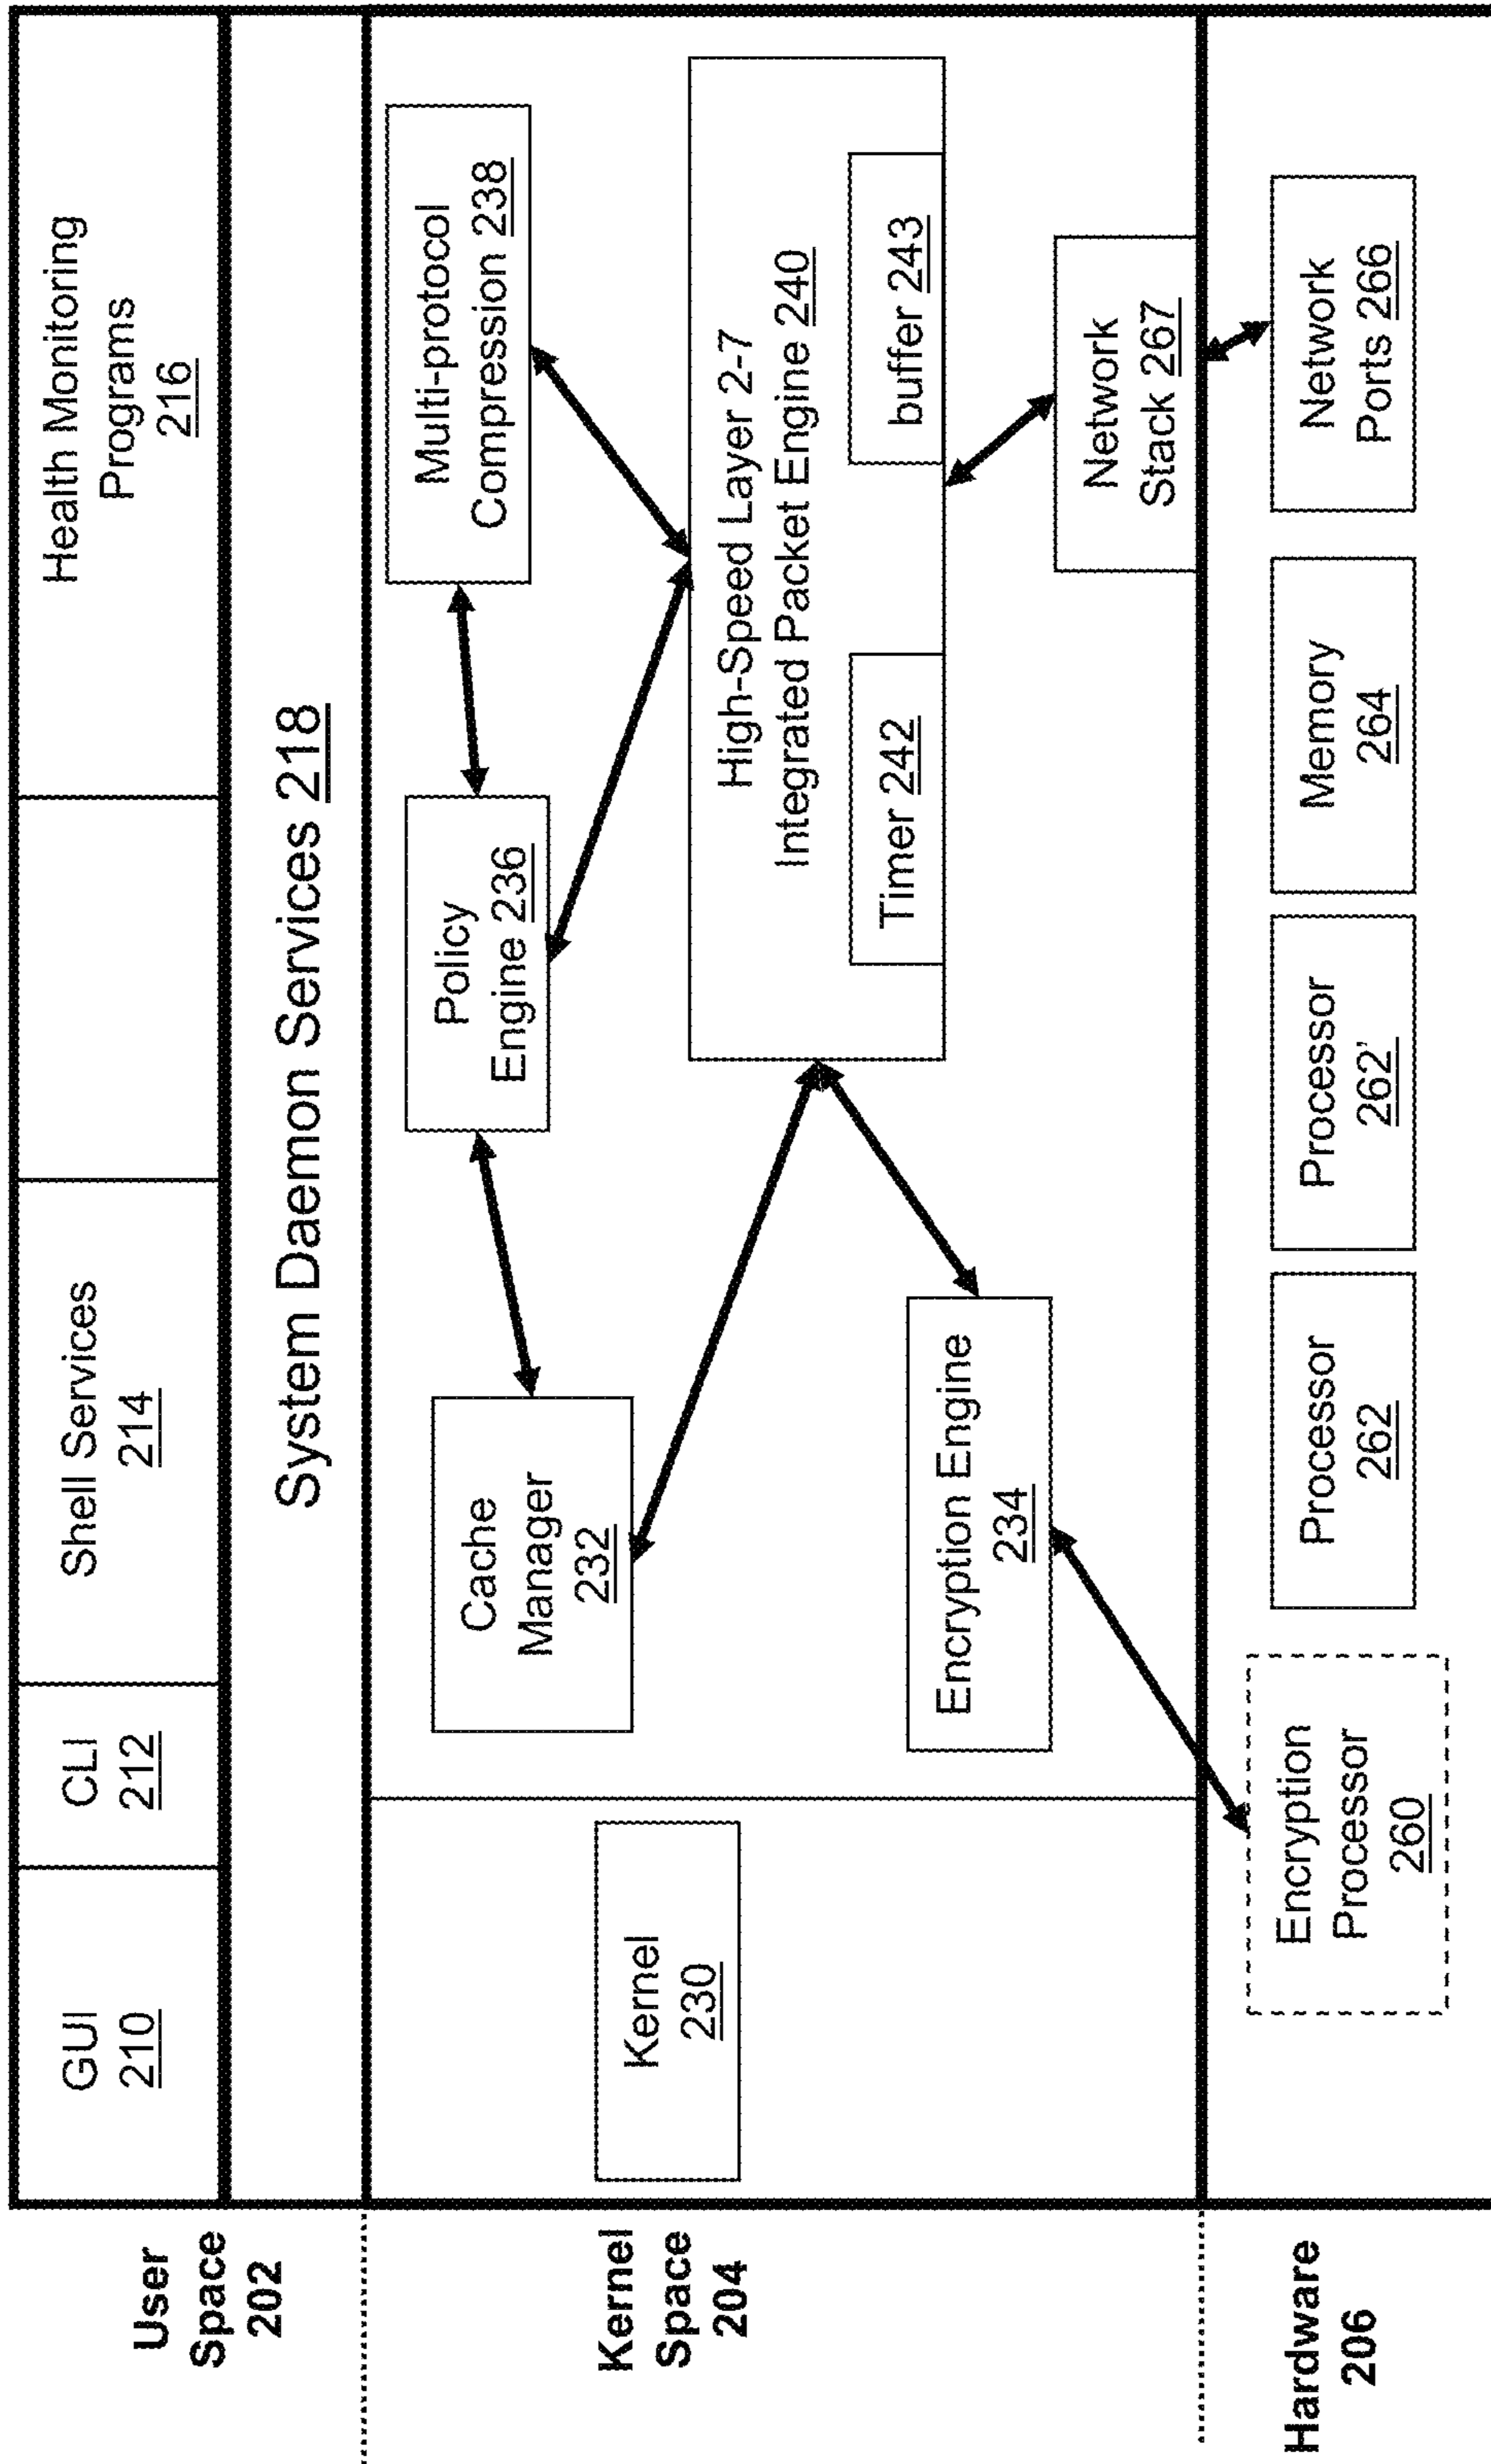 User
Space
202
GUI
210
CLI
212
Shell Services
214
Health Monitoring
Programs
216
System Daemon Services 218
Kernel
Space
204
Kernel
230
Cache
Manager
232
Policy
Engine 236
Multi-protocol
Compression 238
High-Speed Layer 2-7
Integrated Packet Engine 240
Timer 242
buffer 243
Encryption Engine
234
Network
Stack 267
Hardware
206
Encryption
Processor
260
Processor
262
Processor
262'
Memory
264
Network
Ports 266